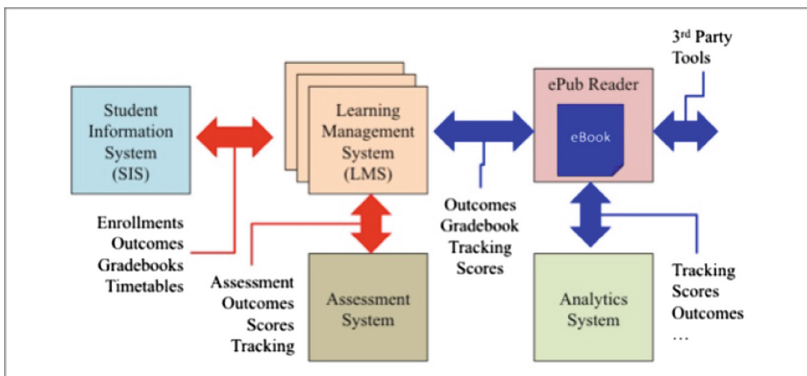 3rd Party
Tools
Student
Information
System
(SIS)
Learning
Management
System
(LMS)
ePub Reader
eBook
Enrollments
Outcomes
Gradebooks
Timetables
Assessment
Outcomes
Scores
Tracking
Outcomes
Gradebook
Tracking
Scores
Assessment
System
Analytics
System
Tracking
Scores
Outcomes
...